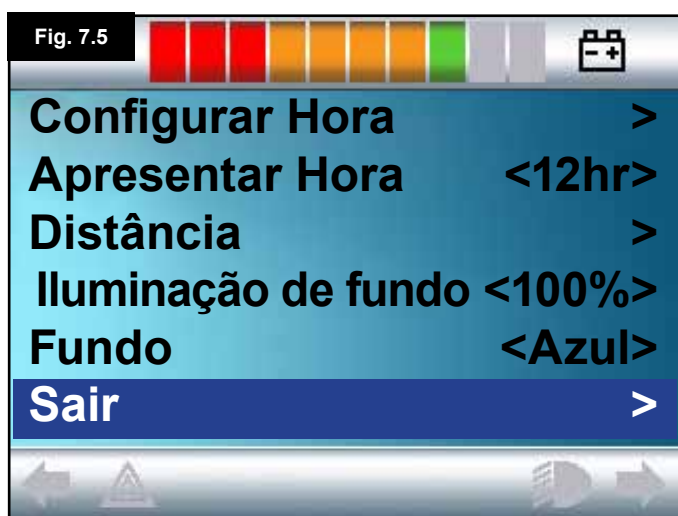 Fig. 7.5
Configurar Hora >
Apresentar Hora <12hr>
Distância >
Iluminação de fundo <100%>
Fundo <Azul>
Sair >